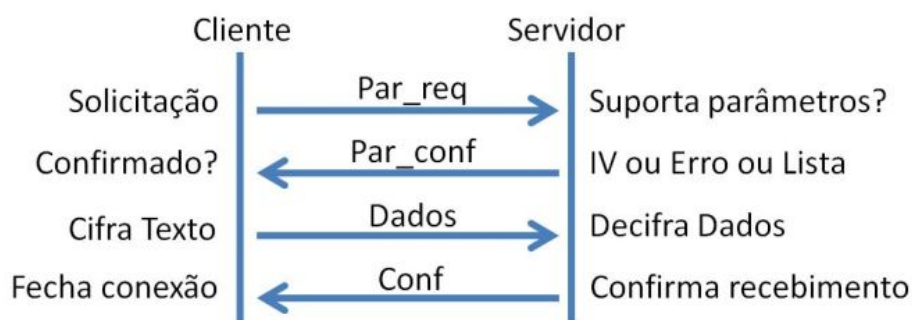 Cliente Servidor
Solicitação Par_req Suporta parâmetros?
Confirmado? Par_conf IV ou Erro ou Lista
Cifra Texto Dados Decifra Dados
Fecha conexão Conf Confirma recebimento